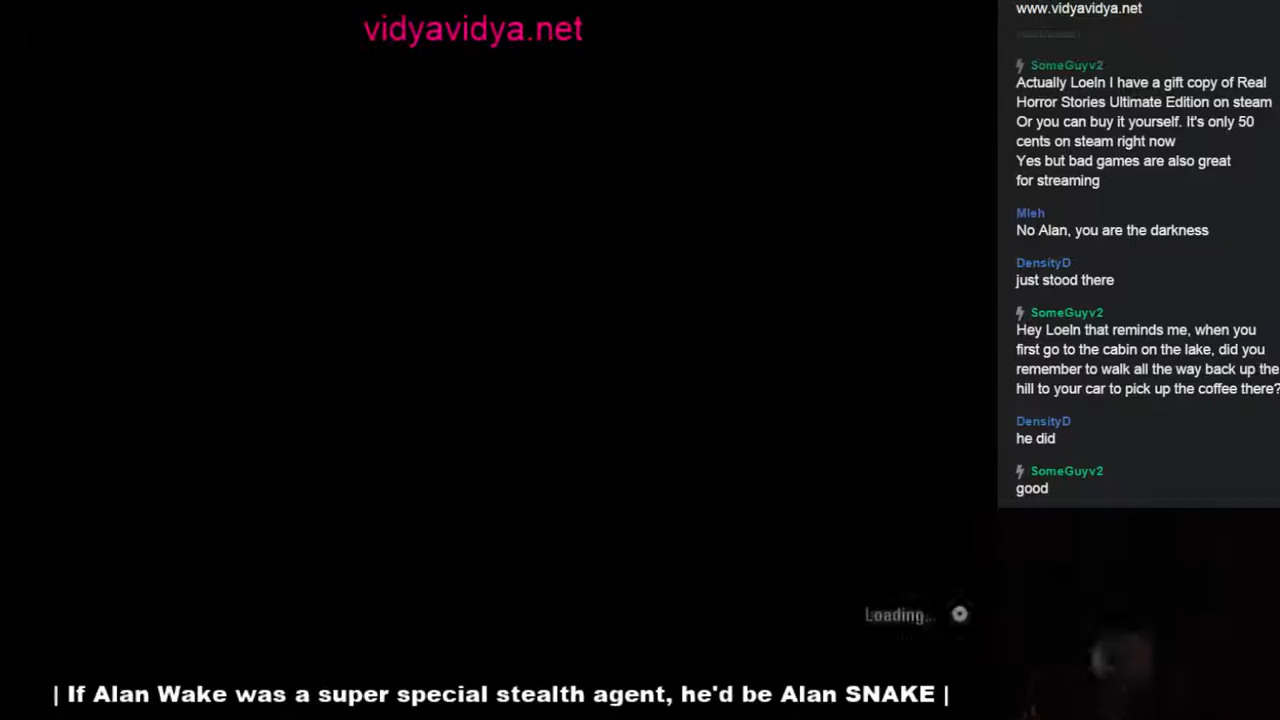 vidyavidya.net
www.vidyavidya.net
SomeGuyv2
Actually Loeln I have a gift copy of Real
Horror Stories Ultimate Edition on steam
Or you can buy it yourself. It's only 50
cents on steam right now
Yes but bad games are also great
for streaming
Mleh
No Alan, you are the darkness
DensityD
just stood there
SomeGuyv2
Hey Loeln that reminds me, when you
first go to the cabin on the lake, did you
remember to walk all the way back up the
hill to your car to pick up the coffee there?
DensityD
he did
SomeGuyv2
good
Loading...
| If Alan Wake was a super special stealth agent, he'd be Alan SNAKE |